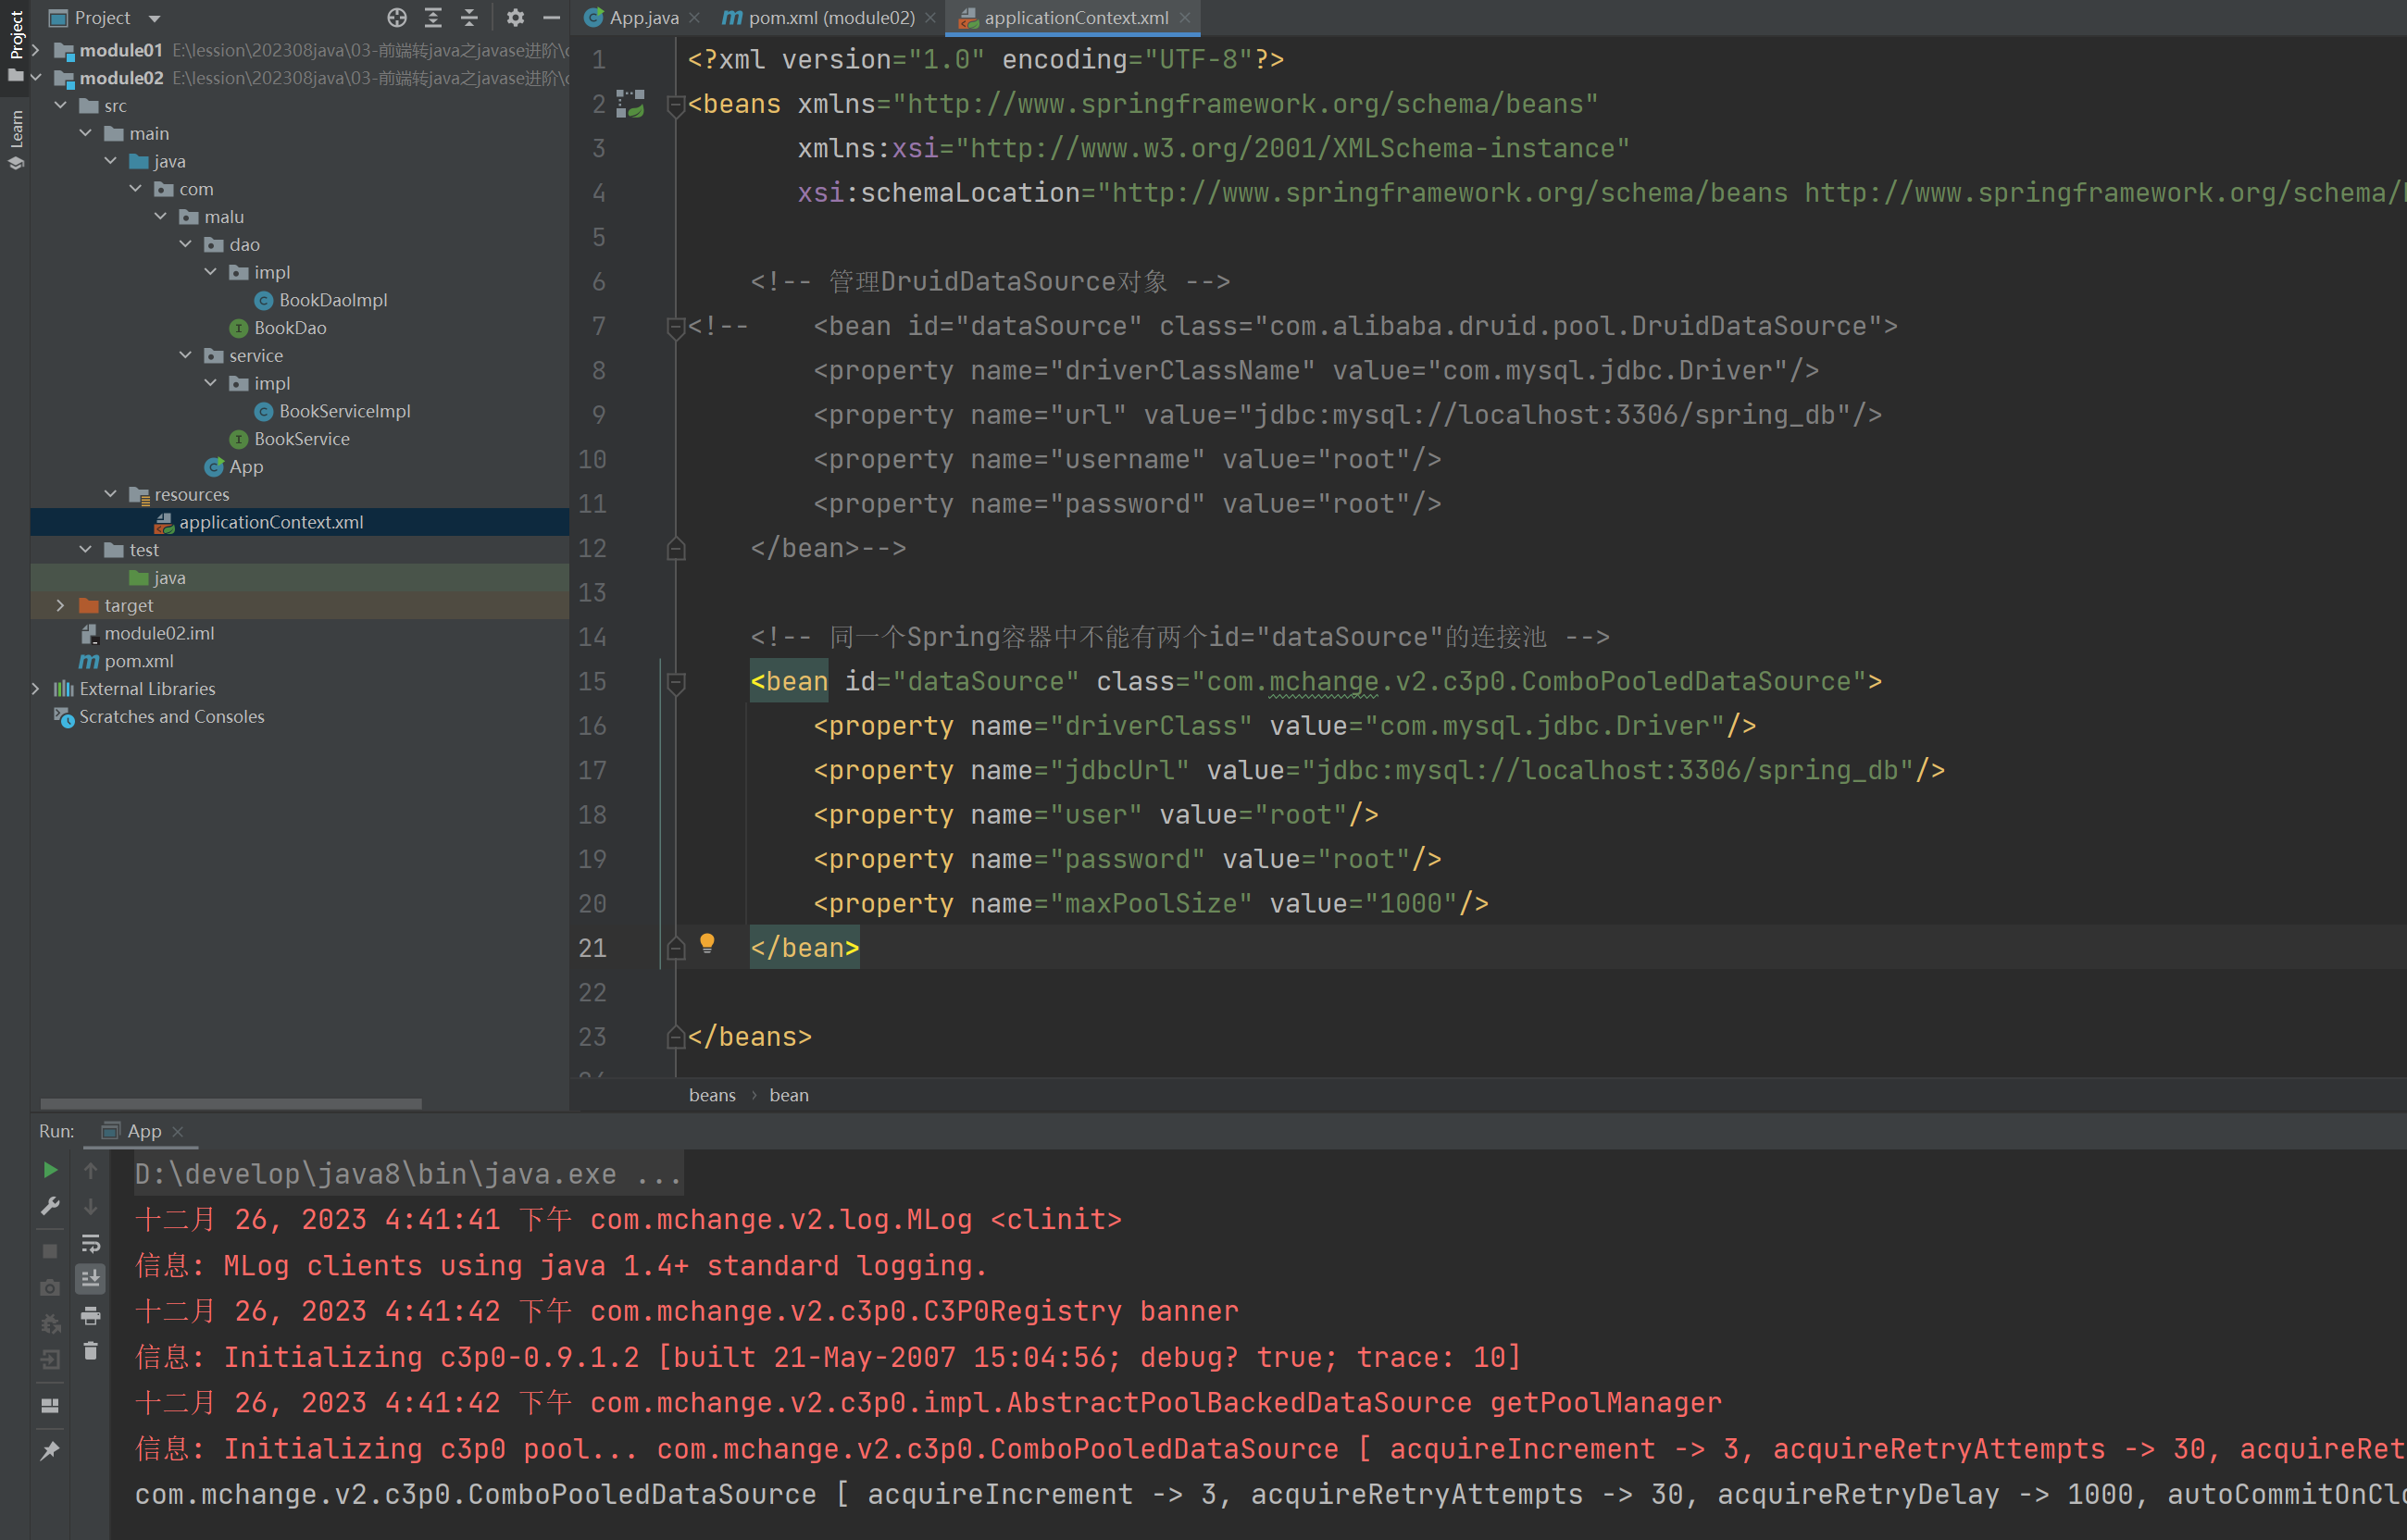 Project
module01 E:\lession\202308java\03-前端转java之javase进阶\
module02 E:\lession\202308java\03-前端转java之javase进阶\
src
main
java
com
malu
dao
impl
BookDaoImpl
BookDao
service
impl
BookServiceImpl
BookService
App
resources
applicationContext.xml
test
java
target
module02.iml
pom.xml
External Libraries
Scratches and Consoles
Project
Learn
App.java
pom.xml (module02)
applicationContext.xml
1 <?xml version="1.0" encoding="UTF-8"?>
2 <beans xmlns="http://www.springframework.org/schema/beans"
3 xmlns:xsi="http://www.w3.org/2001/XMLSchema-instance"
4 xsi:schemaLocation="http://www.springframework.org/schema/beans http://www.springframework.org/schema/
5
6 <!-- 管理DruidDataSource对象 -->
7 <!-- <bean id="dataSource" class="com.alibaba.druid.pool.DruidDataSource">
8 <property name="driverClassName" value="com.mysql.jdbc.Driver"/>
9 <property name="url" value="jdbc:mysql://localhost:3306/spring_db"/>
10 <property name="username" value="root"/>
11 <property name="password" value="root"/>
12 </bean>-->
13
14 <!-- 同一个Spring容器中不能有两个id="dataSource"的连接池 -->
15 <bean id="dataSource" class="com.mchange.v2.c3p0.ComboPooledDataSource">
16 <property name="driverClass" value="com.mysql.jdbc.Driver"/>
17 <property name="jdbcUrl" value="jdbc:mysql://localhost:3306/spring_db"/>
18 <property name="user" value="root"/>
19 <property name="password" value="root"/>
20 <property name="maxPoolSize" value="1000"/>
21 </bean>
22
23 </beans>
beans › bean
Run: App
D:\develop\java8\bin\java.exe ...
十二月 26, 2023 4:41:41 下午 com.mchange.v2.log.MLog <clinit>
信息: MLog clients using java 1.4+ standard logging.
十二月 26, 2023 4:41:42 下午 com.mchange.v2.c3p0.C3P0Registry banner
信息: Initializing c3p0-0.9.1.2 [built 21-May-2007 15:04:56; debug? true; trace: 10]
十二月 26, 2023 4:41:42 下午 com.mchange.v2.c3p0.impl.AbstractPoolBackedDataSource getPoolManager
信息: Initializing c3p0 pool... com.mchange.v2.c3p0.ComboPooledDataSource [ acquireIncrement -> 3, acquireRetryAttempts -> 30, acquireRet
com.mchange.v2.c3p0.ComboPooledDataSource [ acquireIncrement -> 3, acquireRetryAttempts -> 30, acquireRetryDelay -> 1000, autoCommitOnClo